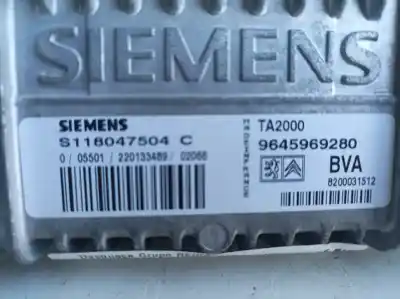 SIEMENS
SIEMENS
S118047504 C
0 / 05501 / 220133489 / 02066
TA2000
9645969280
BVA
8200031512